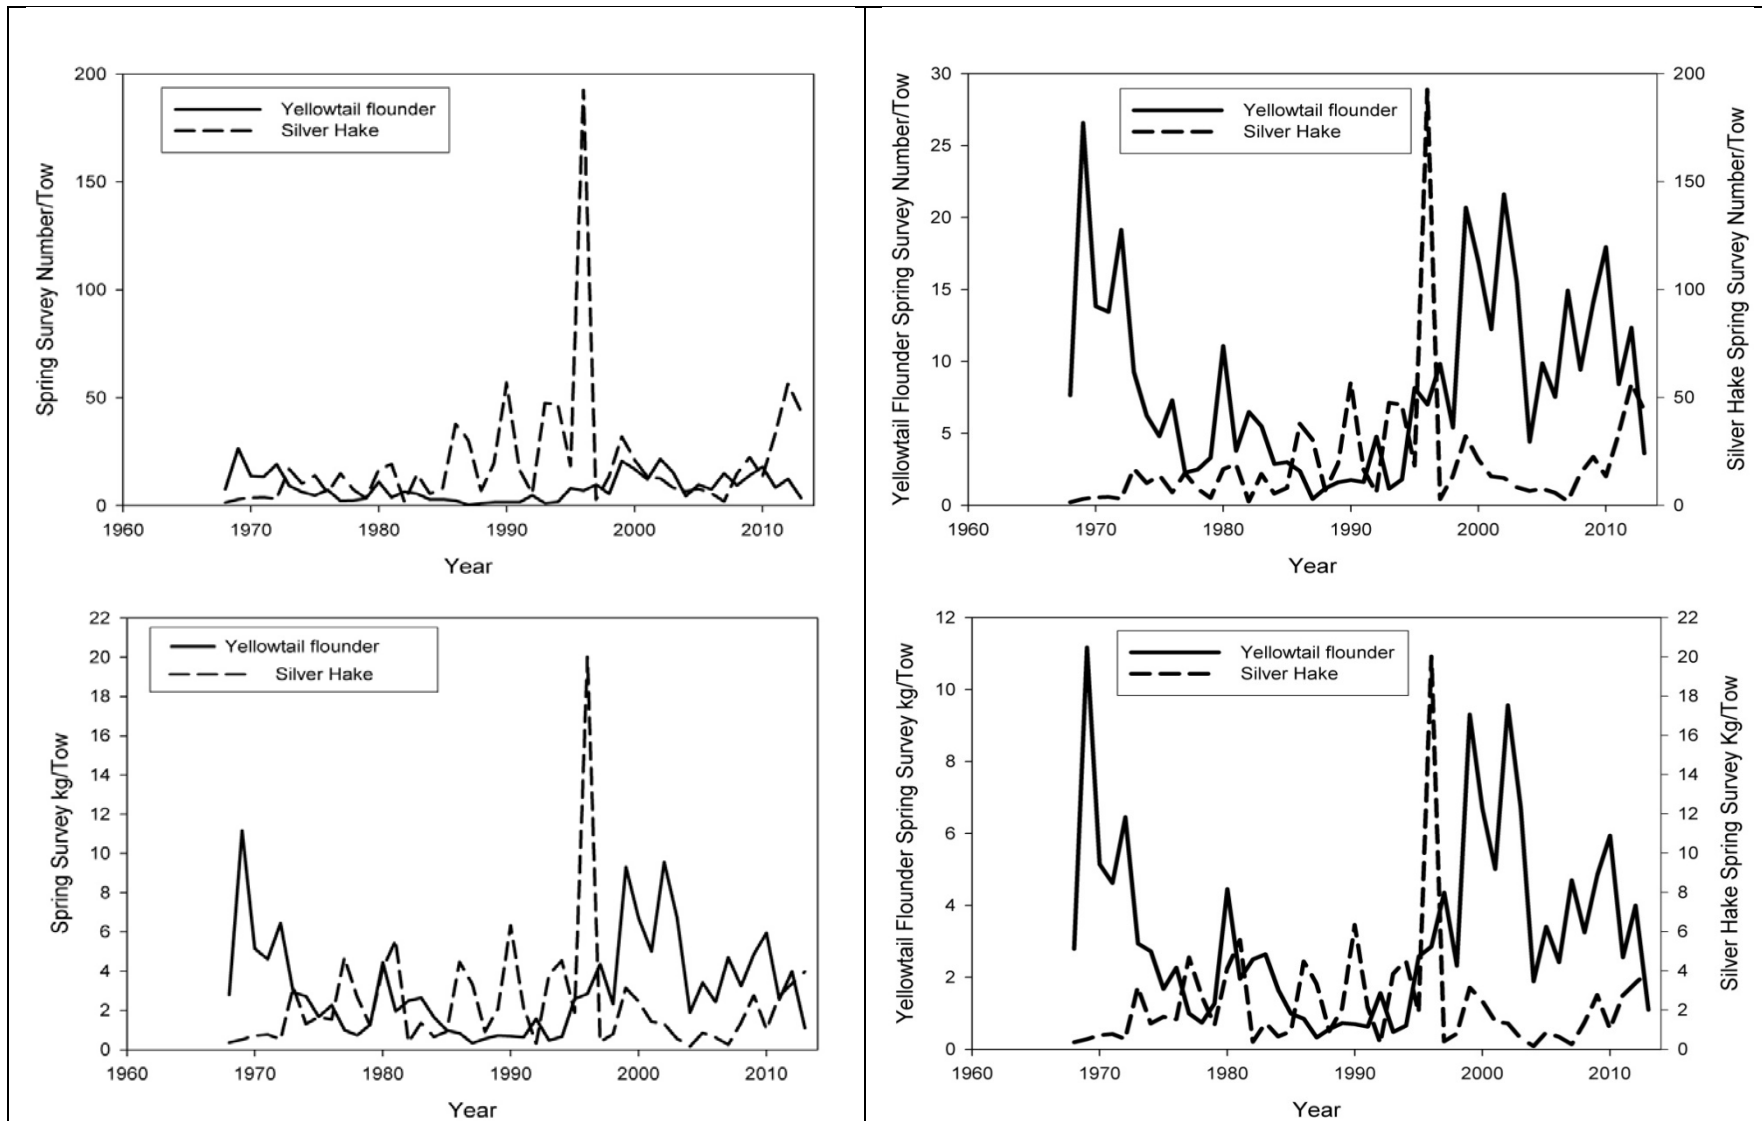 200
150
100
50
0
Spring Survey Number/Tow
Yellowtail flounder
Silver Hake
1960 1970 1980 1990 2000 2010
Year
30
25
20
15
10
5
0
Yellowtail Flounder Spring Survey Number/Tow
Yellowtail flounder
Silver Hake
200
150
100
50
0
Silver Hake Spring Survey Number/Tow
1960 1970 1980 1990 2000 2010
Year
22
20
18
16
14
12
10
8
6
4
2
0
Spring Survey kg/Tow
Yellowtail flounder
Silver Hake
1960 1970 1980 1990 2000 2010
Year
12
10
8
6
4
2
0
Yellowtail Flounder Spring Survey kg/Tow
Yellowtail flounder
Silver Hake
22
20
18
16
14
12
10
8
6
4
2
0
Silver Hake Spring Survey Kg/Tow
1960 1970 1980 1990 2000 2010
Year